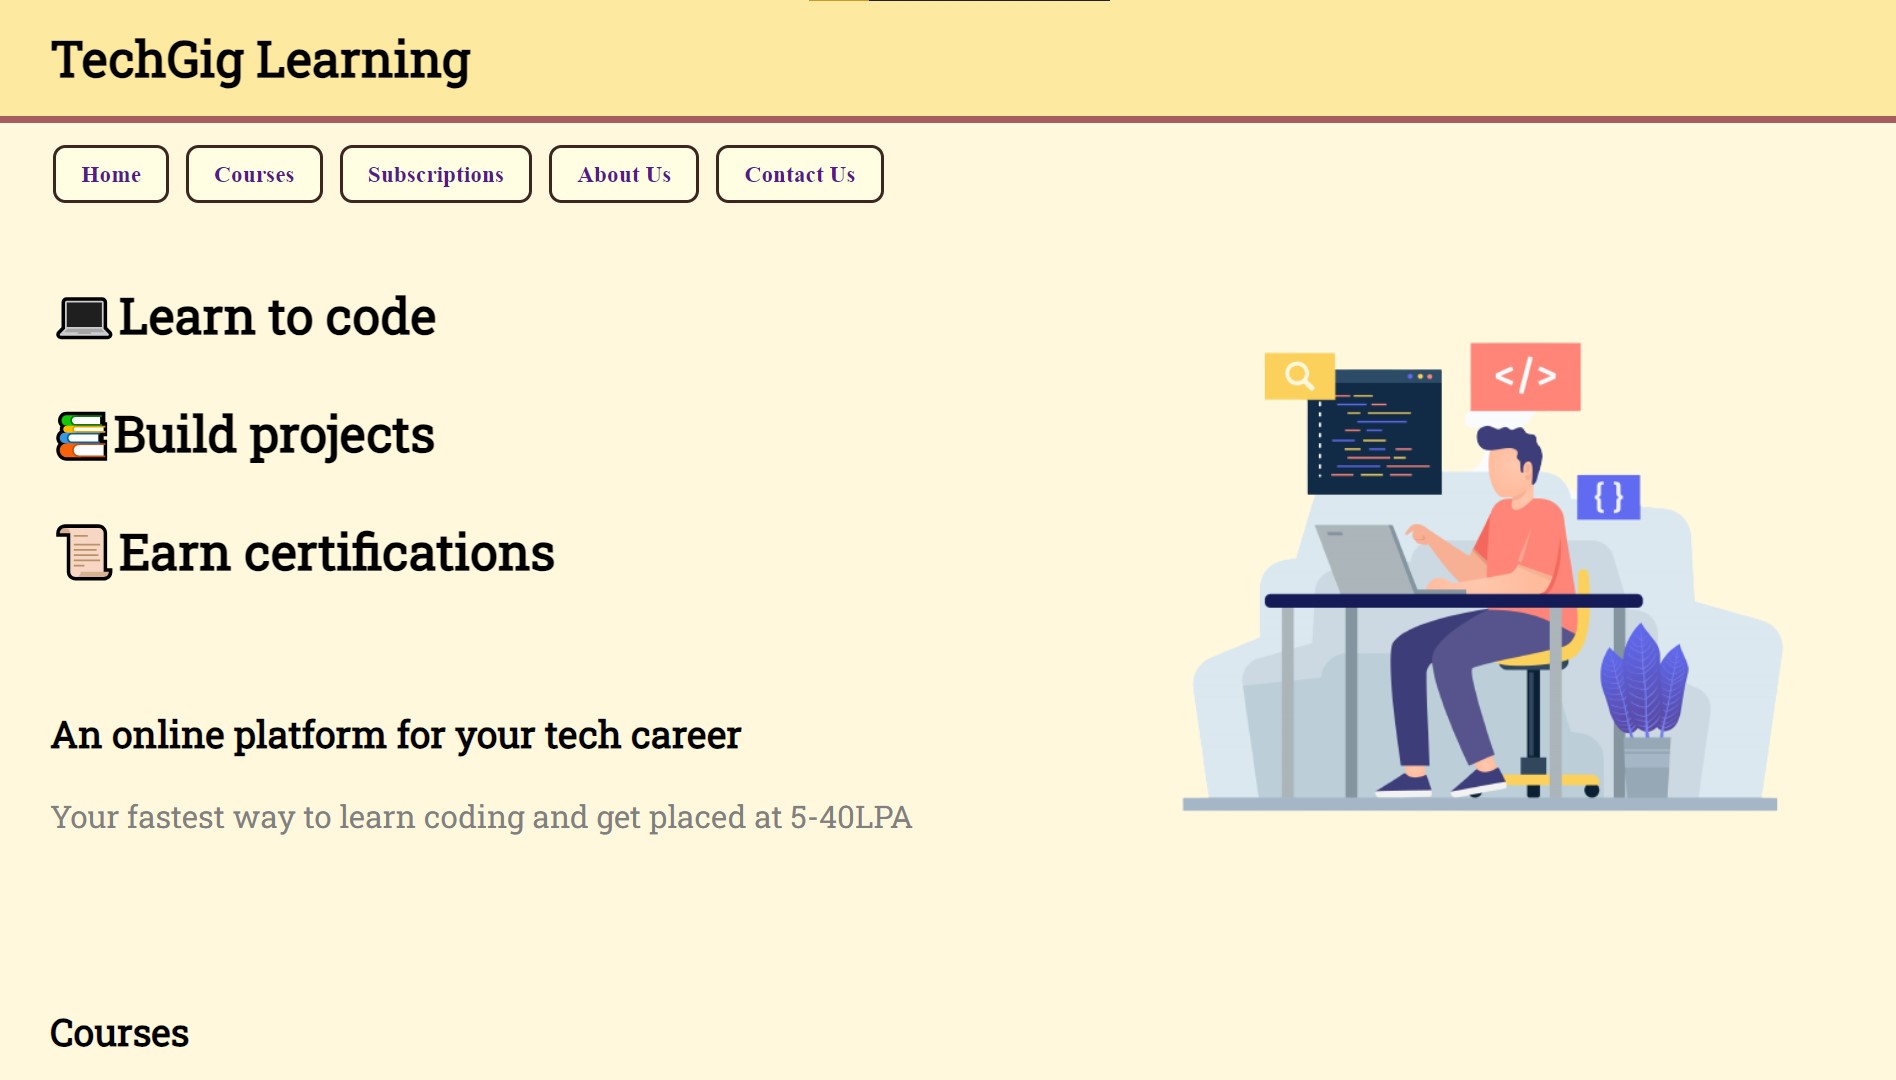 TechGig Learning
Home Courses Subscriptions About Us Contact Us
💻Learn to code
📚Build projects
📜Earn certifications
</>
{ }
An online platform for your tech career
Your fastest way to learn coding and get placed at 5-40LPA
Courses